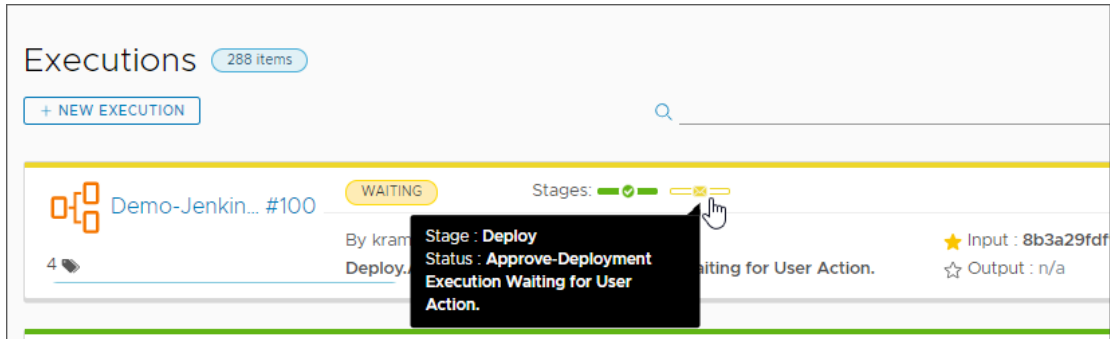 Executions 288 items
+ NEW EXECUTION
Demo-Jenkin... #100 WAITING Stages:
By kram
Stage : Deploy
Status : Approve-Deployment
Execution Waiting for User
Action.
Input : 8b3a29fdf
4
Deploy. aiting for User Action.
Output : n/a